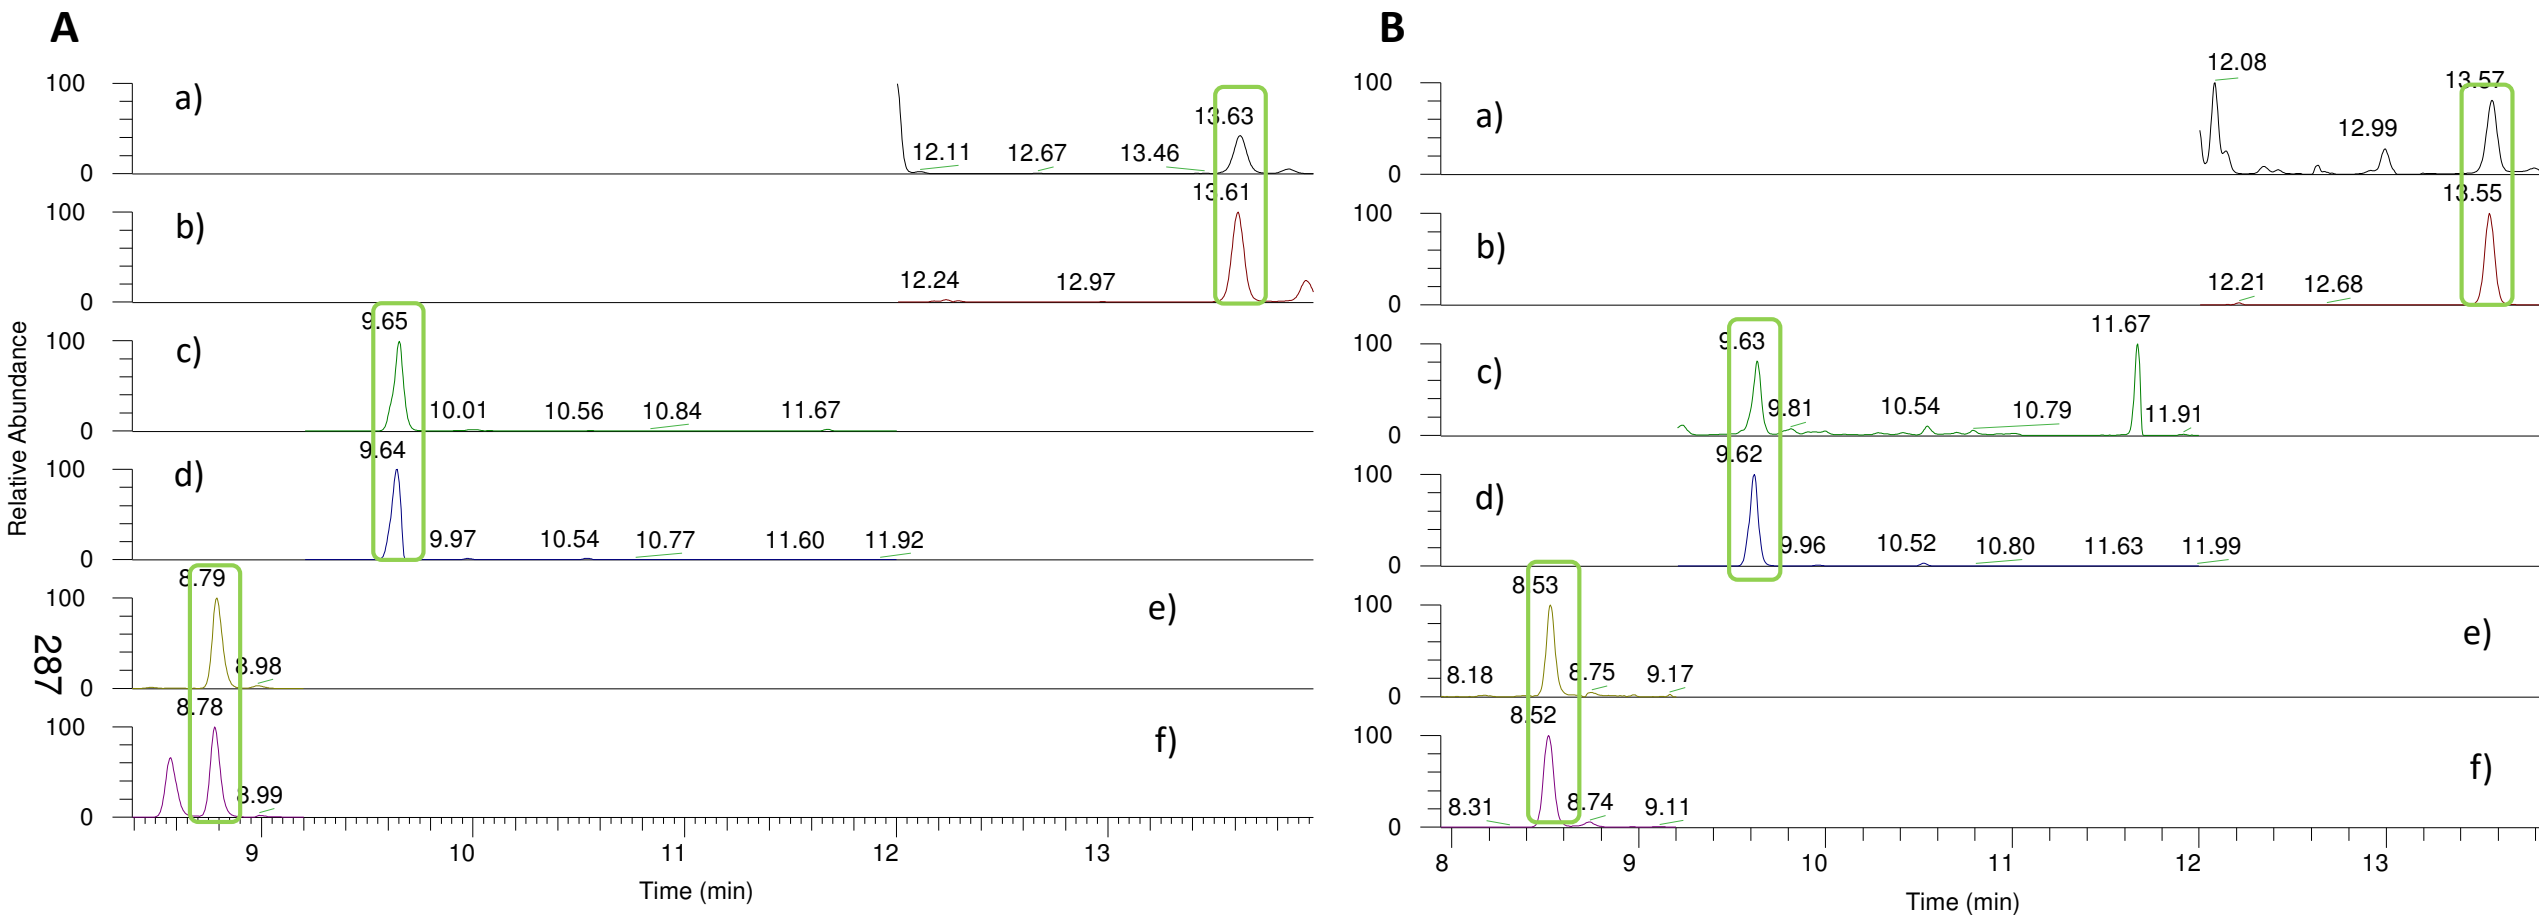 A
a)
100
0
12.11 12.67 13.46 13.63
b)
100
0
12.24 12.97 13.61
c)
100
0
9.65 10.01 10.56 10.84 11.67
d)
100
0
9.64 9.97 10.54 10.77 11.60 11.92
e)
100
0
8.79 8.98
f)
100
0
8.78 8.99
9 10 11 12 13
Time (min)
Relative Abundance
287
B
a)
100
0
12.08 12.99 13.57
b)
100
0
12.21 12.68 13.55
c)
100
0
9.63 9.81 10.54 10.79 11.67 11.91
d)
100
0
9.62 9.96 10.52 10.80 11.63 11.99
e)
100
0
8.18 8.53 8.75 9.17
f)
100
0
8.31 8.52 8.74 9.11
8 9 10 11 12 13
Time (min)